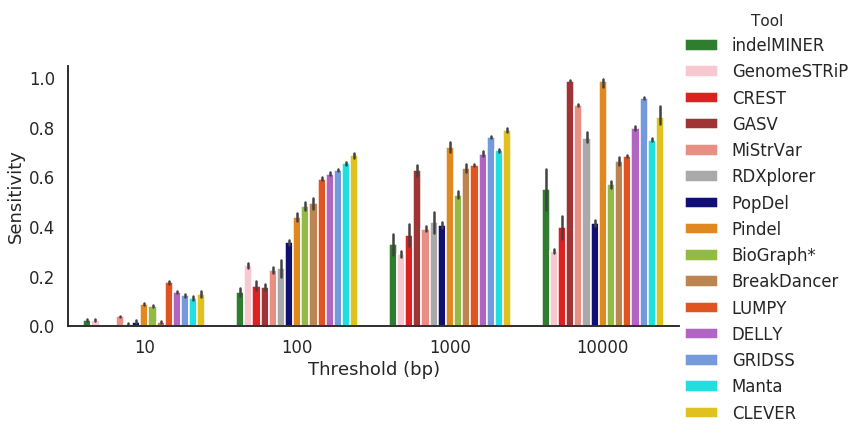 Tool
indelMINER
GenomeSTRiP
CREST
GASV
MiStrVar
RDXplorer
PopDel
Pindel
BioGraph*
BreakDancer
LUMPY
DELLY
GRIDSS
Manta
CLEVER
1.0
0.8
0.6
0.4
0.2
0.0
Sensitivity
10 100 1000 10000
Threshold (bp)